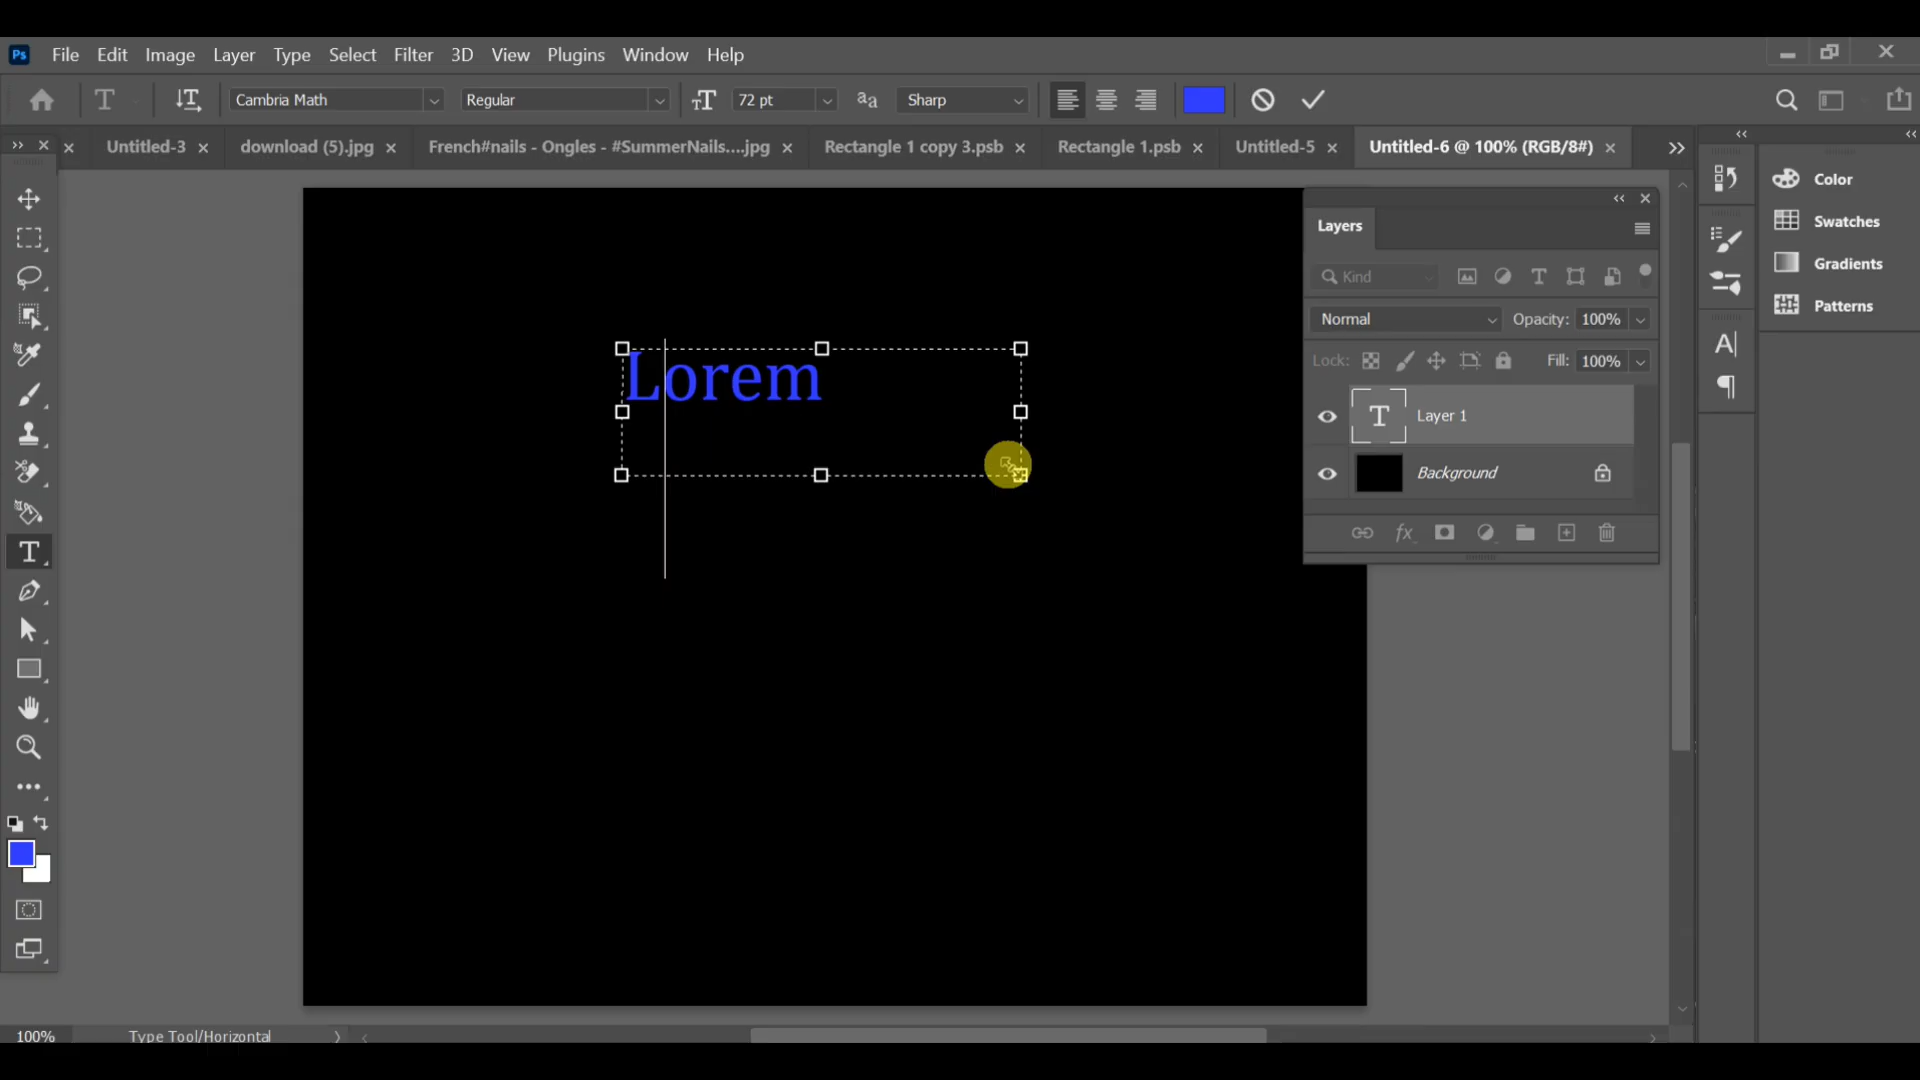 Ps File Edit Image Layer Type Select Filter 3D View Plugins Window Help
T Cambria Math Regular 72 pt aa Sharp
Untitled-3 download (5).jpg French#nails - Ongles - #SummerNails....jpg Rectangle 1 copy 3.psb Rectangle 1.psb Untitled-5 Untitled-6 @ 100% (RGB/8#)
Color
Swatches
Gradients
Patterns
Layers
Kind
Normal Opacity: 100%
Lock: Fill: 100%
T Layer 1
Background
fx
Lorem
100% Type Tool/Horizontal